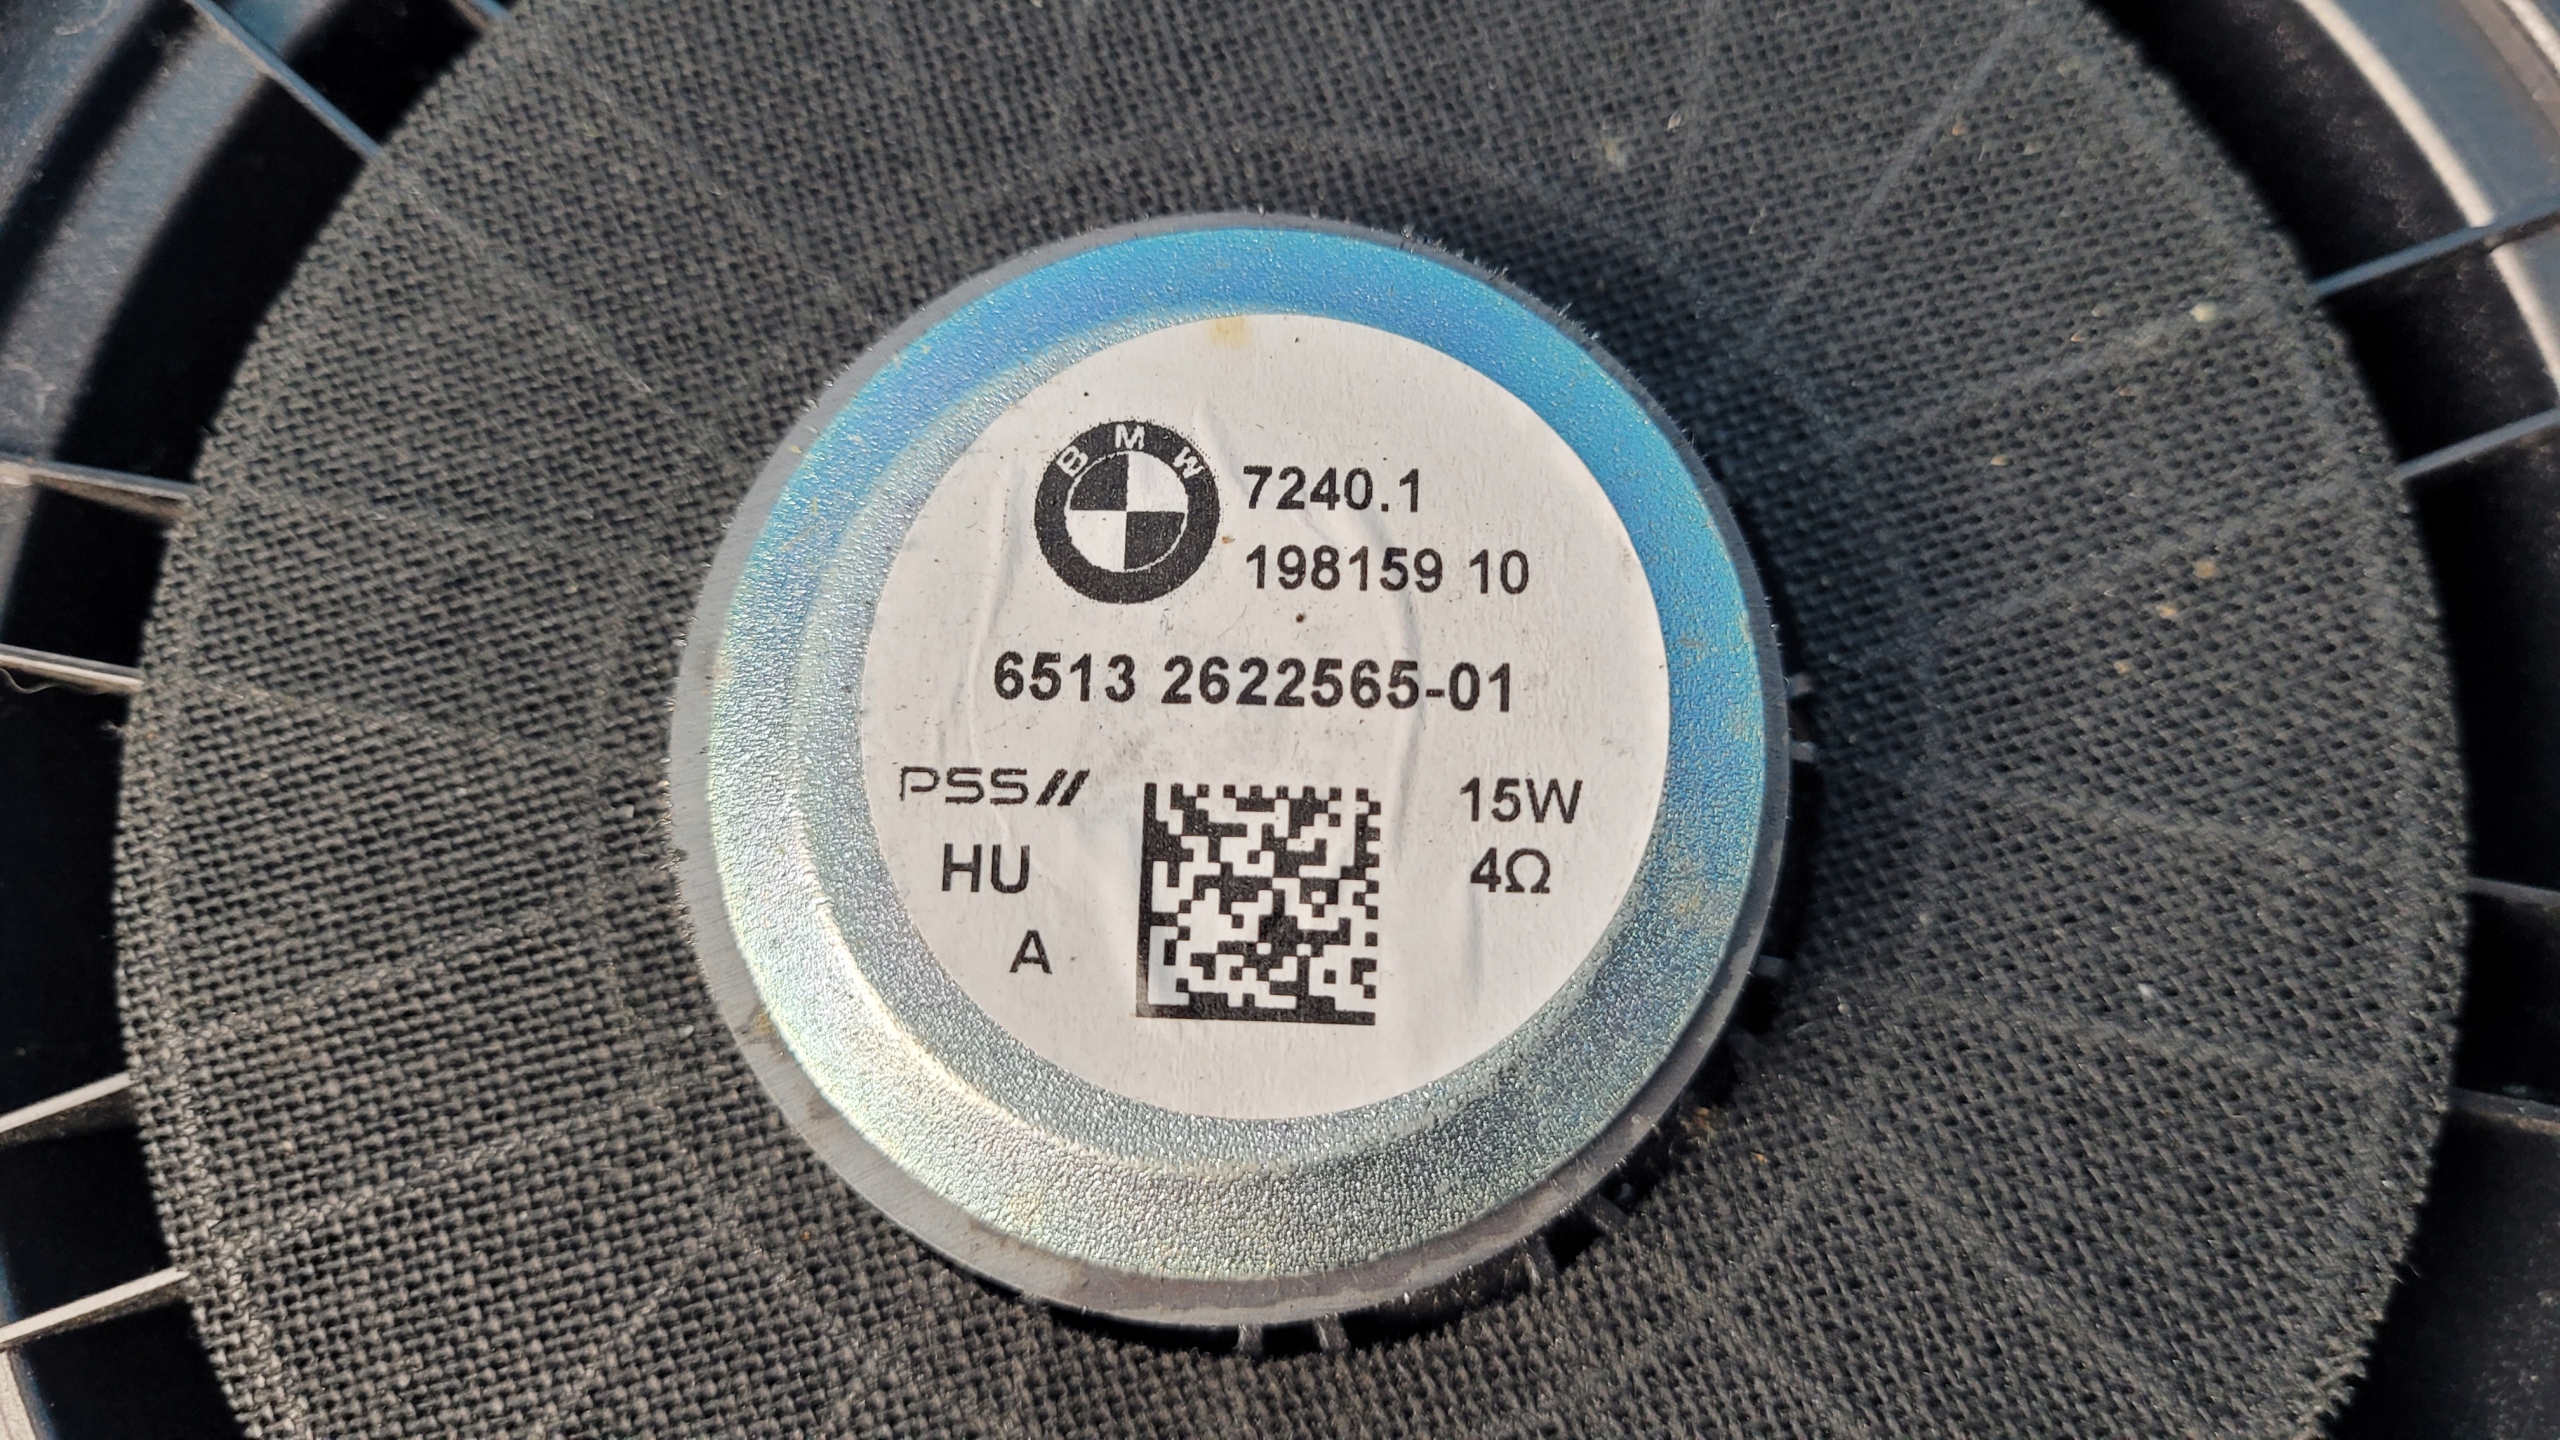 BMW
7240.1
198159 10
6513 2622565-01
PSS//
HU
A
15W
4Ω